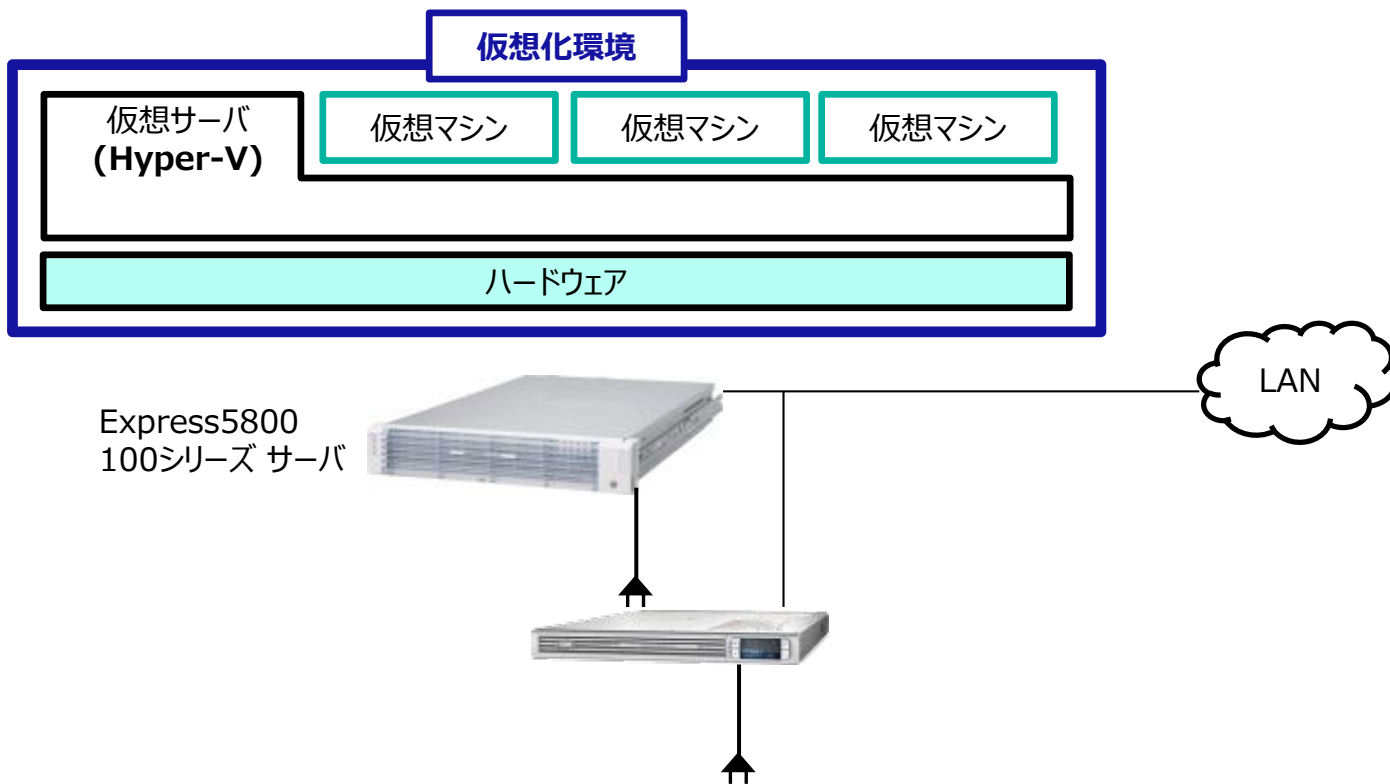 仮想化環境
仮想サーバ
(Hyper-V)
仮想マシン
仮想マシン
仮想マシン
ハードウェア
LAN
Express5800
100シリーズ サーバ